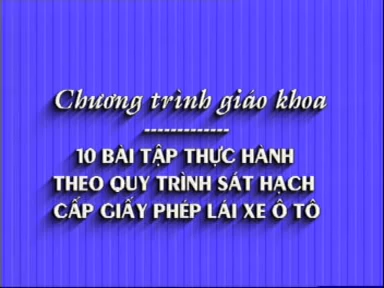 Chương trình giáo khoa
-------------
10 BÀI TẬP THỰC HÀNH
THEO QUY TRÌNH SÁT HẠCH
CẤP GIẤY PHÉP LÁI XE Ô TÔ